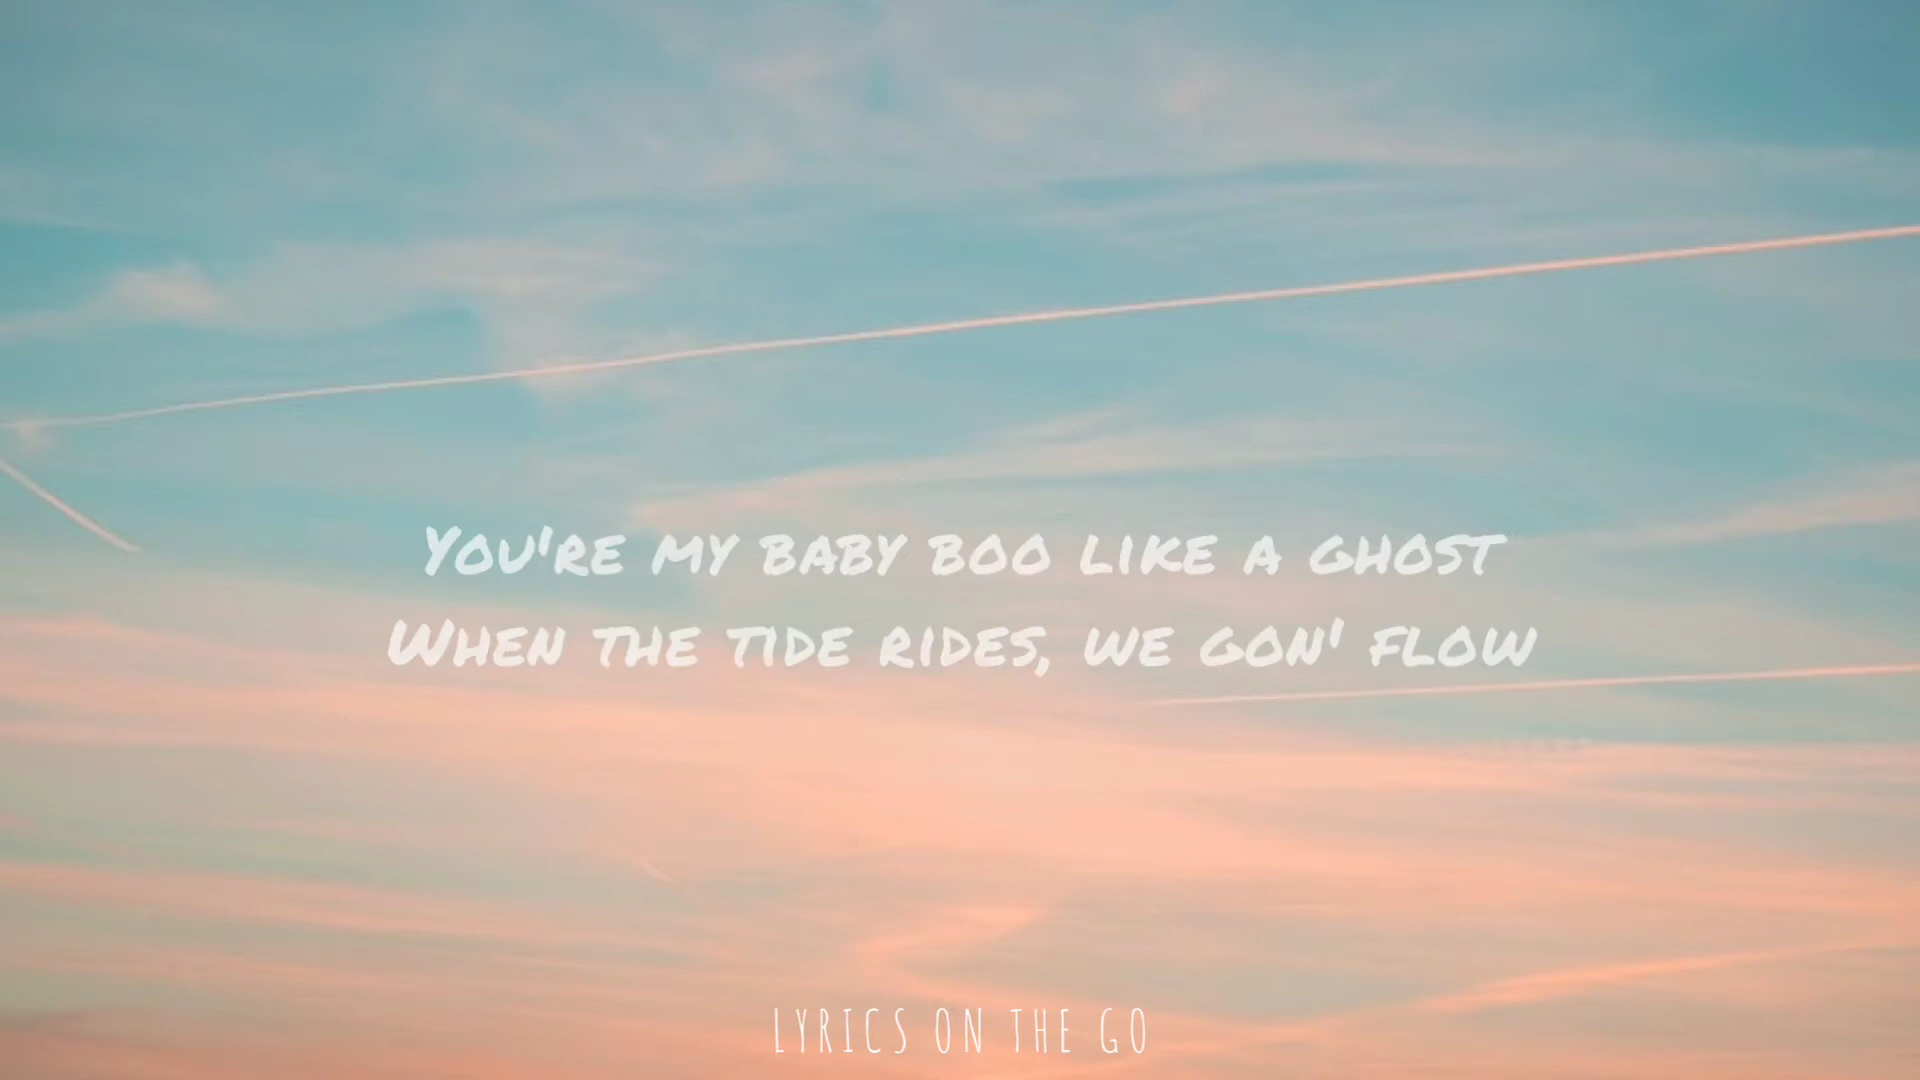 You're my baby boo like a ghost
When the tide rides, we gon' flow
LYRICS ON THE GO